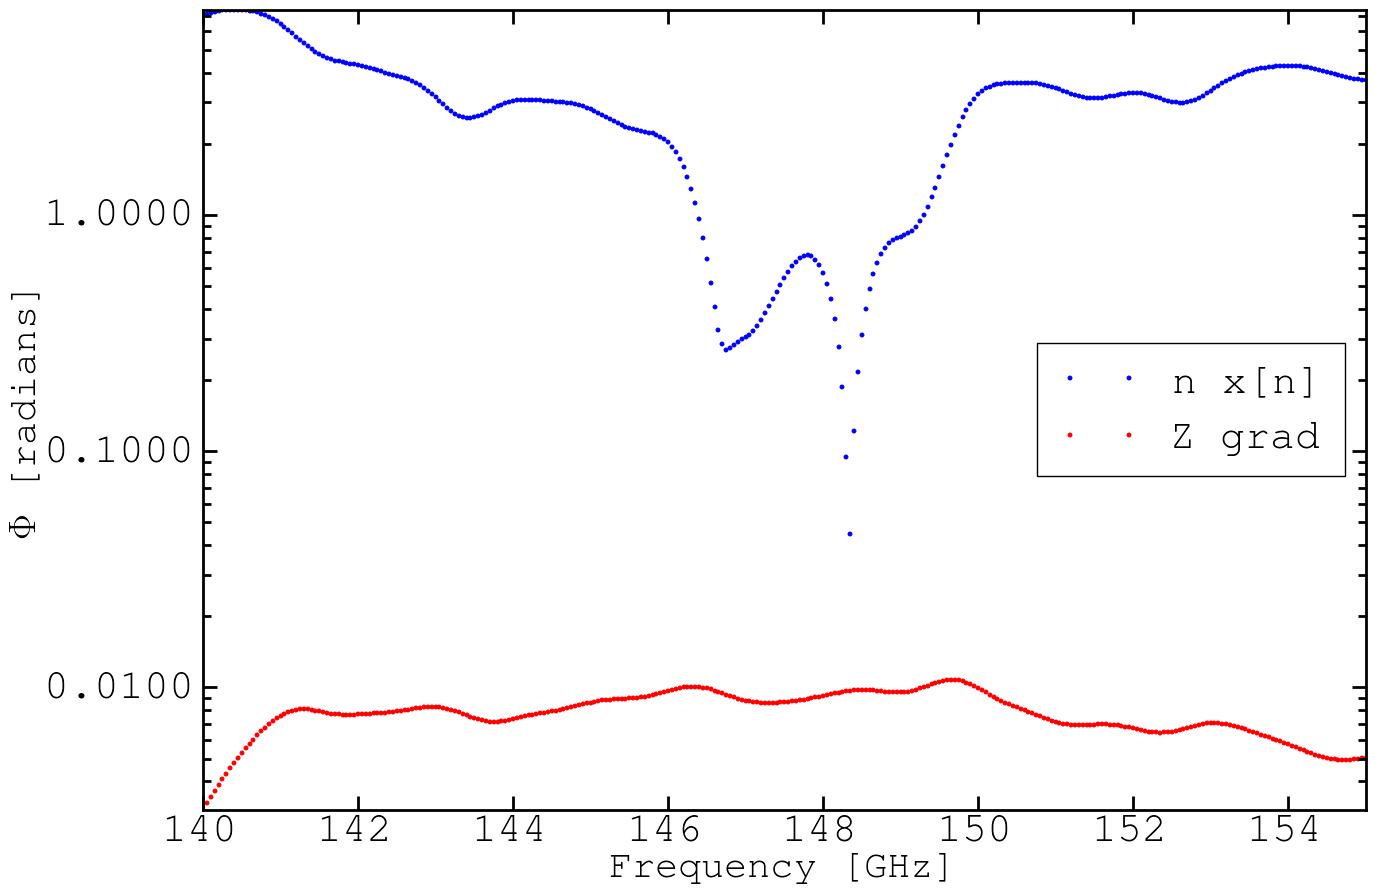 1.0000
0.1000
0.0100
Φ [radians]
n x[n]
Z grad
140 142 144 146 148 150 152 154
Frequency [GHz]